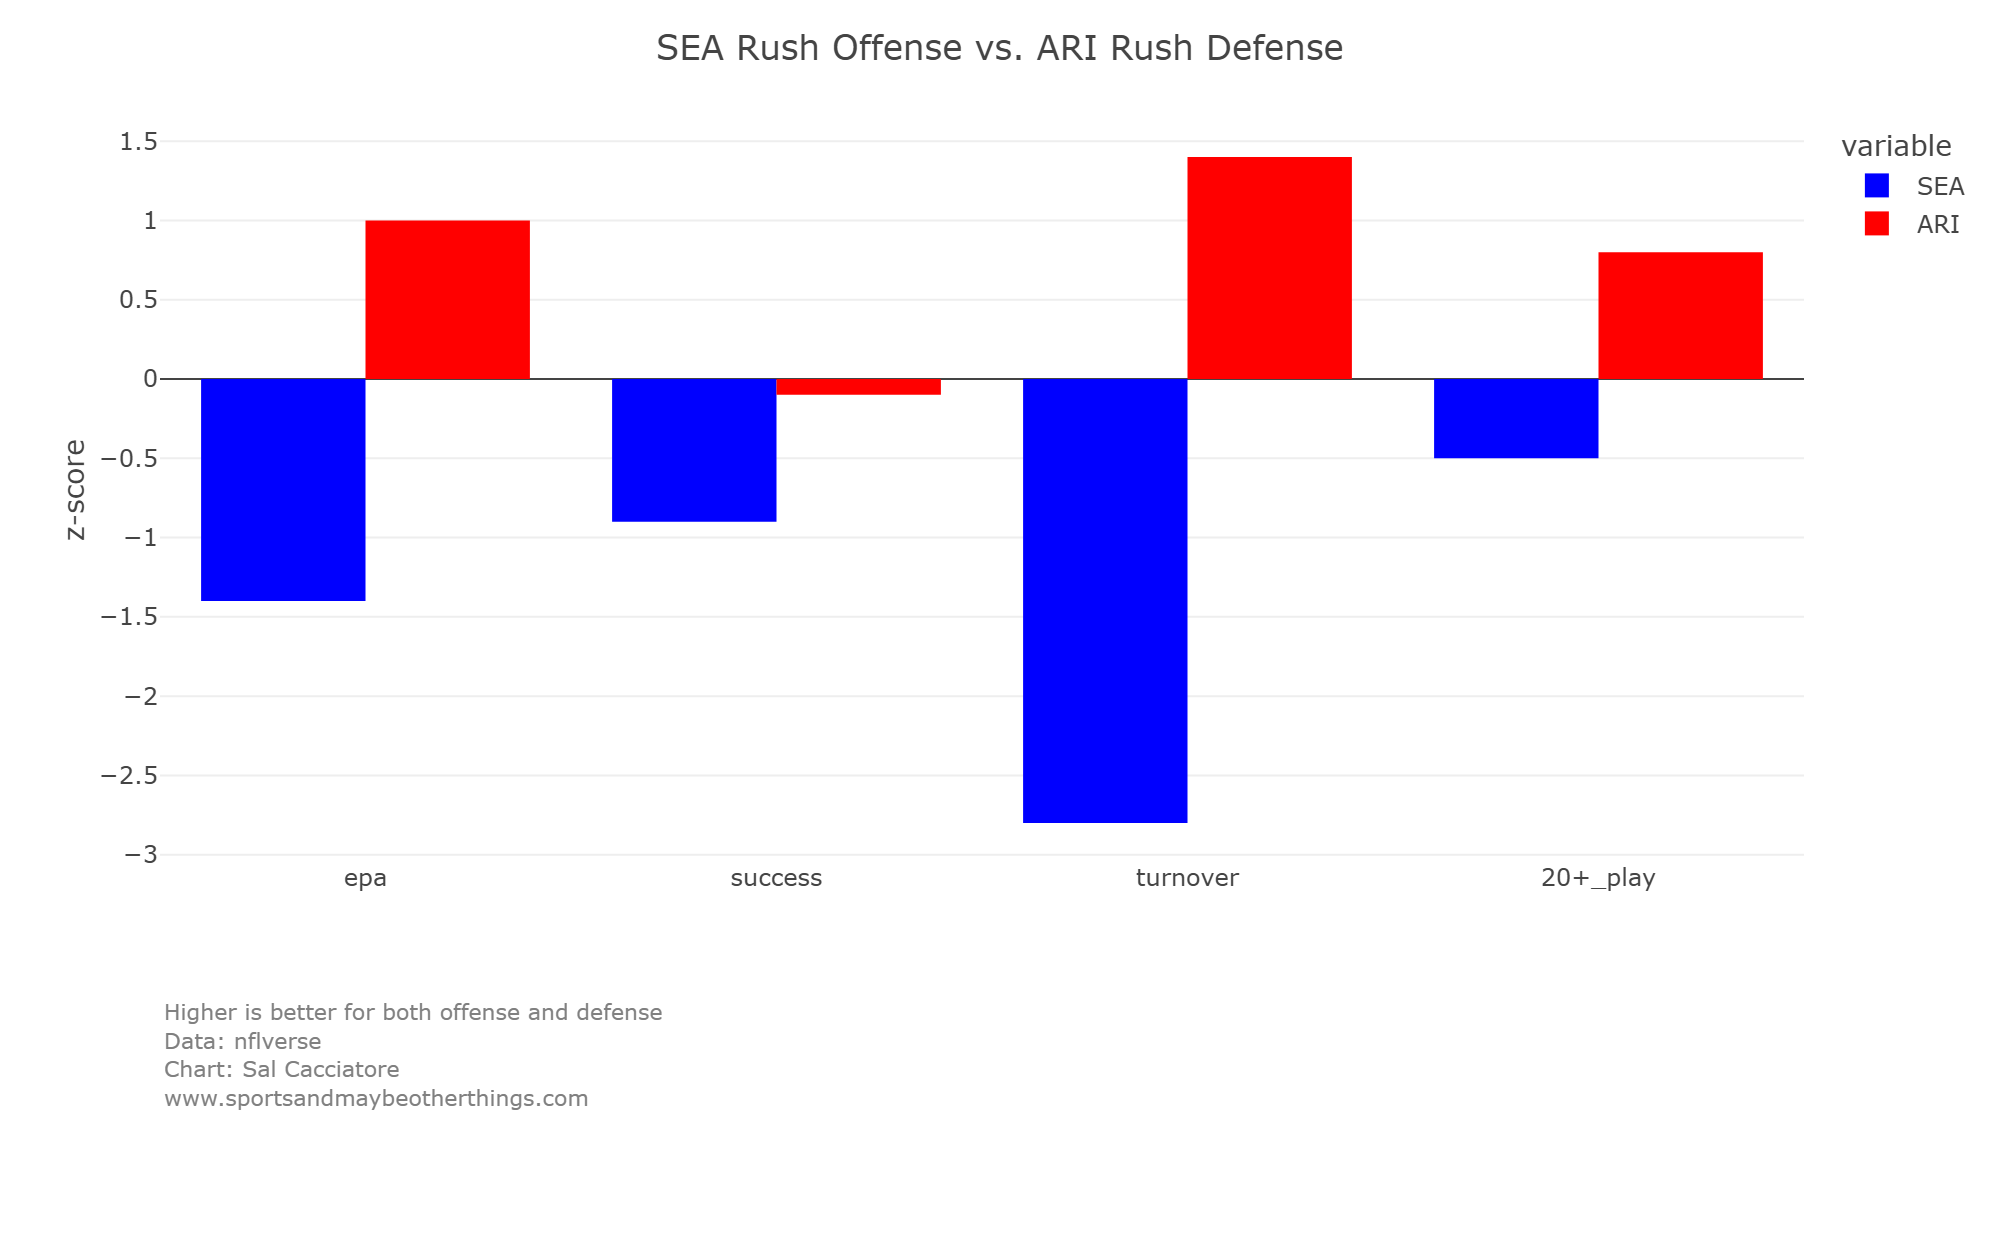 SEA Rush Offense vs. ARI Rush Defense
variable
SEA
ARI
z-score
1.5
1
0.5
0
−0.5
−1
−1.5
−2
−2.5
−3
epa
success
turnover
20+_play
Higher is better for both offense and defense
Data: nflverse
Chart: Sal Cacciatore
www.sportsandmaybeotherthings.com